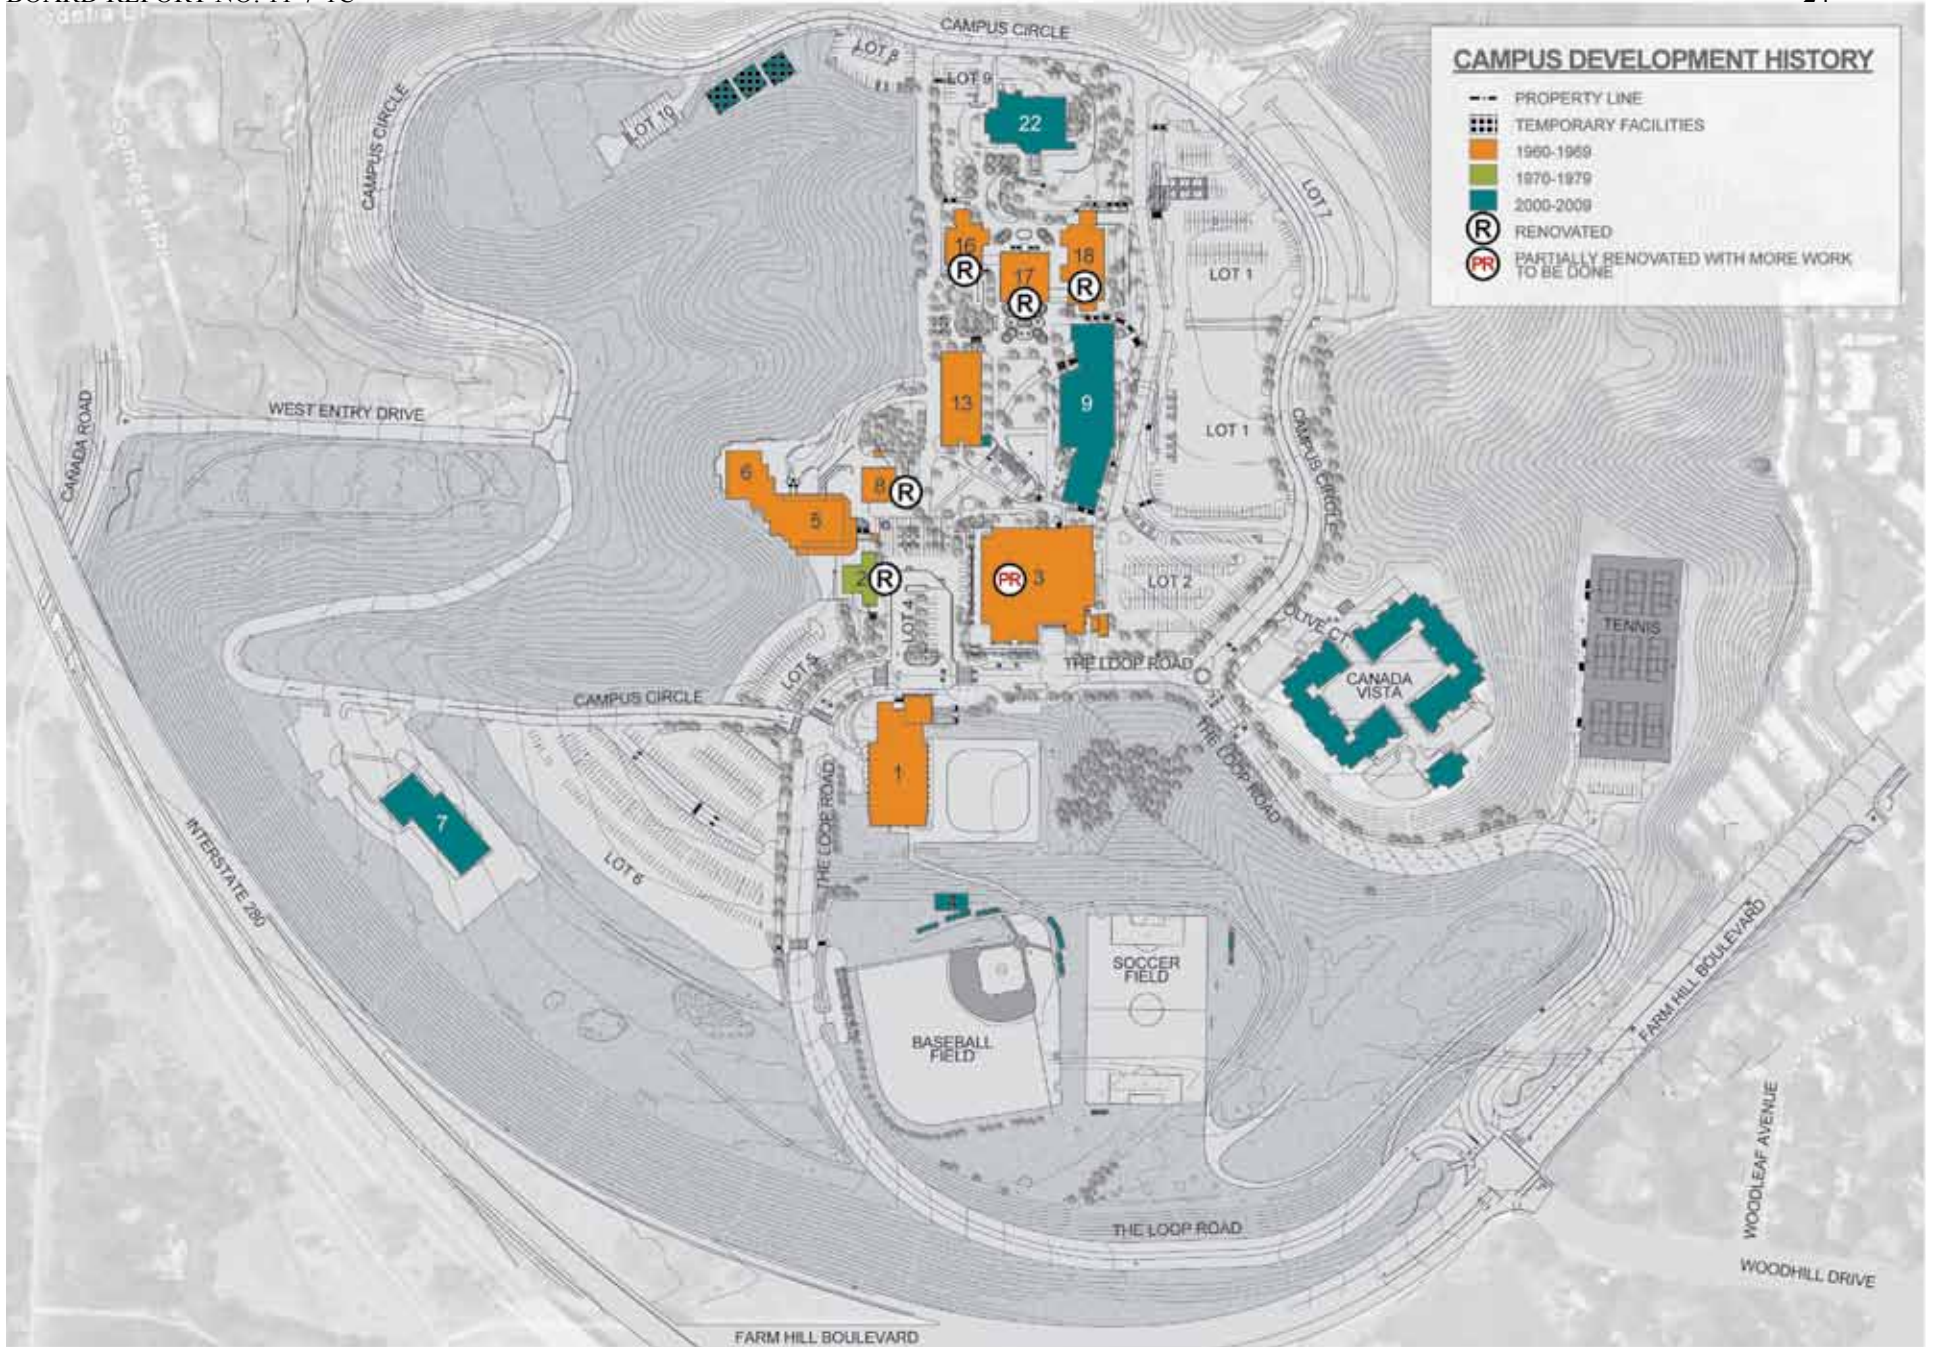 CAMPUS CIRCLE
LOT 8
LOT 9
LOT 10
CAMPUS CIRCLE
22
CAMPUS DEVELOPMENT HISTORY
PROPERTY LINE
TEMPORARY FACILITIES
1960-1969
1970-1979
2000-2009
R RENOVATED
PR PARTIALLY RENOVATED WITH MORE WORK
TO BE DONE
LOT 7
16
R
17
R
18
R
LOT 1
CANADA ROAD
WEST ENTRY DRIVE
13
9
LOT 1
CAMPUS CIRCLE
6
5
8
R
2
R
PR 3
LOT 2
LOT 4
LOT 5
OLIVE CT
TENNIS
THE LOOP ROAD
CANADA
VISTA
CAMPUS CIRCLE
THE LOOP ROAD
1
THE LOOP ROAD
7
LOT 6
INTERSTATE 280
SOCCER
FIELD
BASEBALL
FIELD
FARM HILL BOULEVARD
WOODLEAF AVENUE
THE LOOP ROAD
WOODHILL DRIVE
FARM HILL BOULEVARD